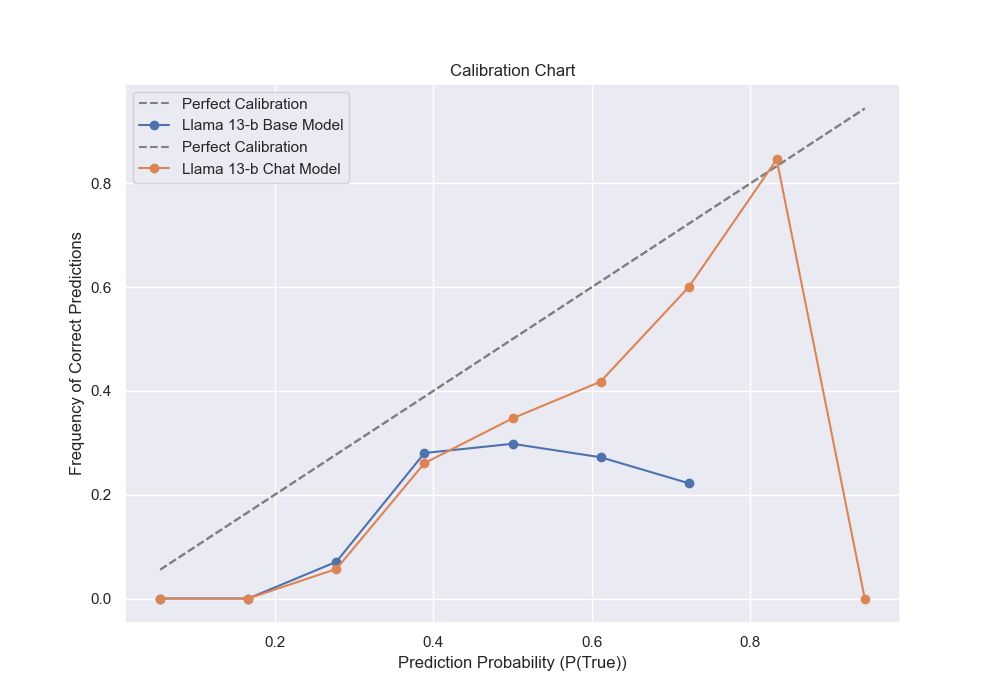 Calibration Chart
Perfect Calibration
Llama 13-b Base Model
Perfect Calibration
Llama 13-b Chat Model
Frequency of Correct Predictions
0.8
0.6
0.4
0.2
0.0
0.2 0.4 0.6 0.8
Prediction Probability (P(True))